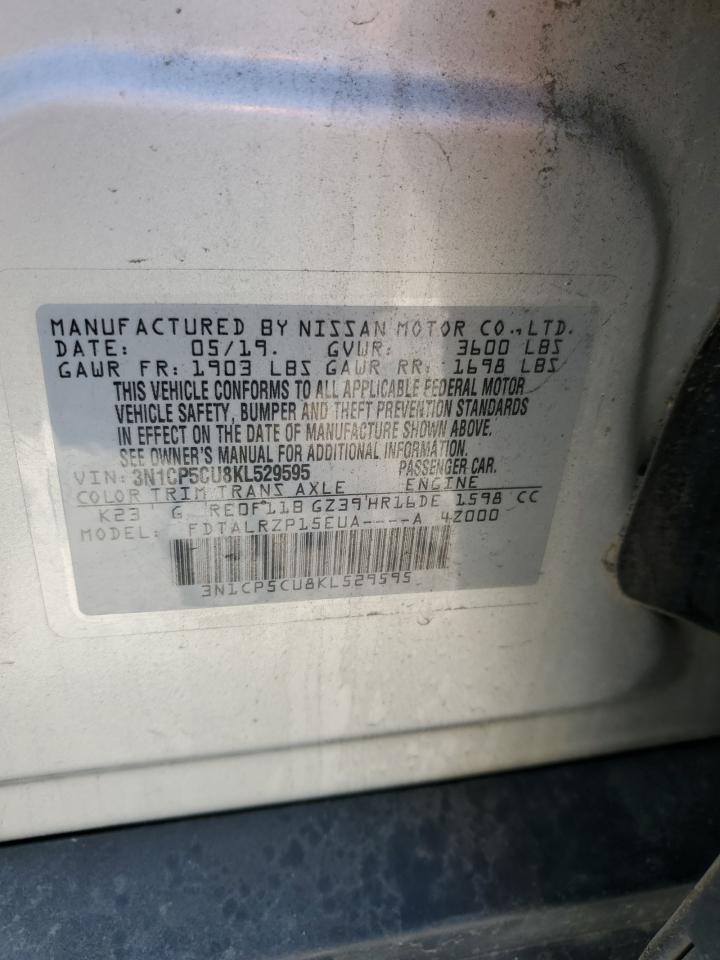 MANUFACTURED BY NISSAN MOTOR CO.,LTD.
DATE: 05/19. GVWR: 3600 LBS
GAWR FR: 1903 LBS GAWR RR: 1698 LBS
THIS VEHICLE CONFORMS TO ALL APPLICABLE FEDERAL MOTOR
VEHICLE SAFETY, BUMPER AND THEFT PREVENTION STANDARDS
IN EFFECT ON THE DATE OF MANUFACTURE SHOWN ABOVE.
SEE OWNER'S MANUAL FOR ADDITIONAL INFORMATION.
VIN: 3N1CP5CU8KL529595 PASSENGER CAR.
COLOR TRIM TRANS AXLE ENGINE
K23 G RE0F11B GZ39 HR16DE 1598 CC
MODEL: FDTALRZP15EUA----A 4Z000
3N1CP5CU8KL529595